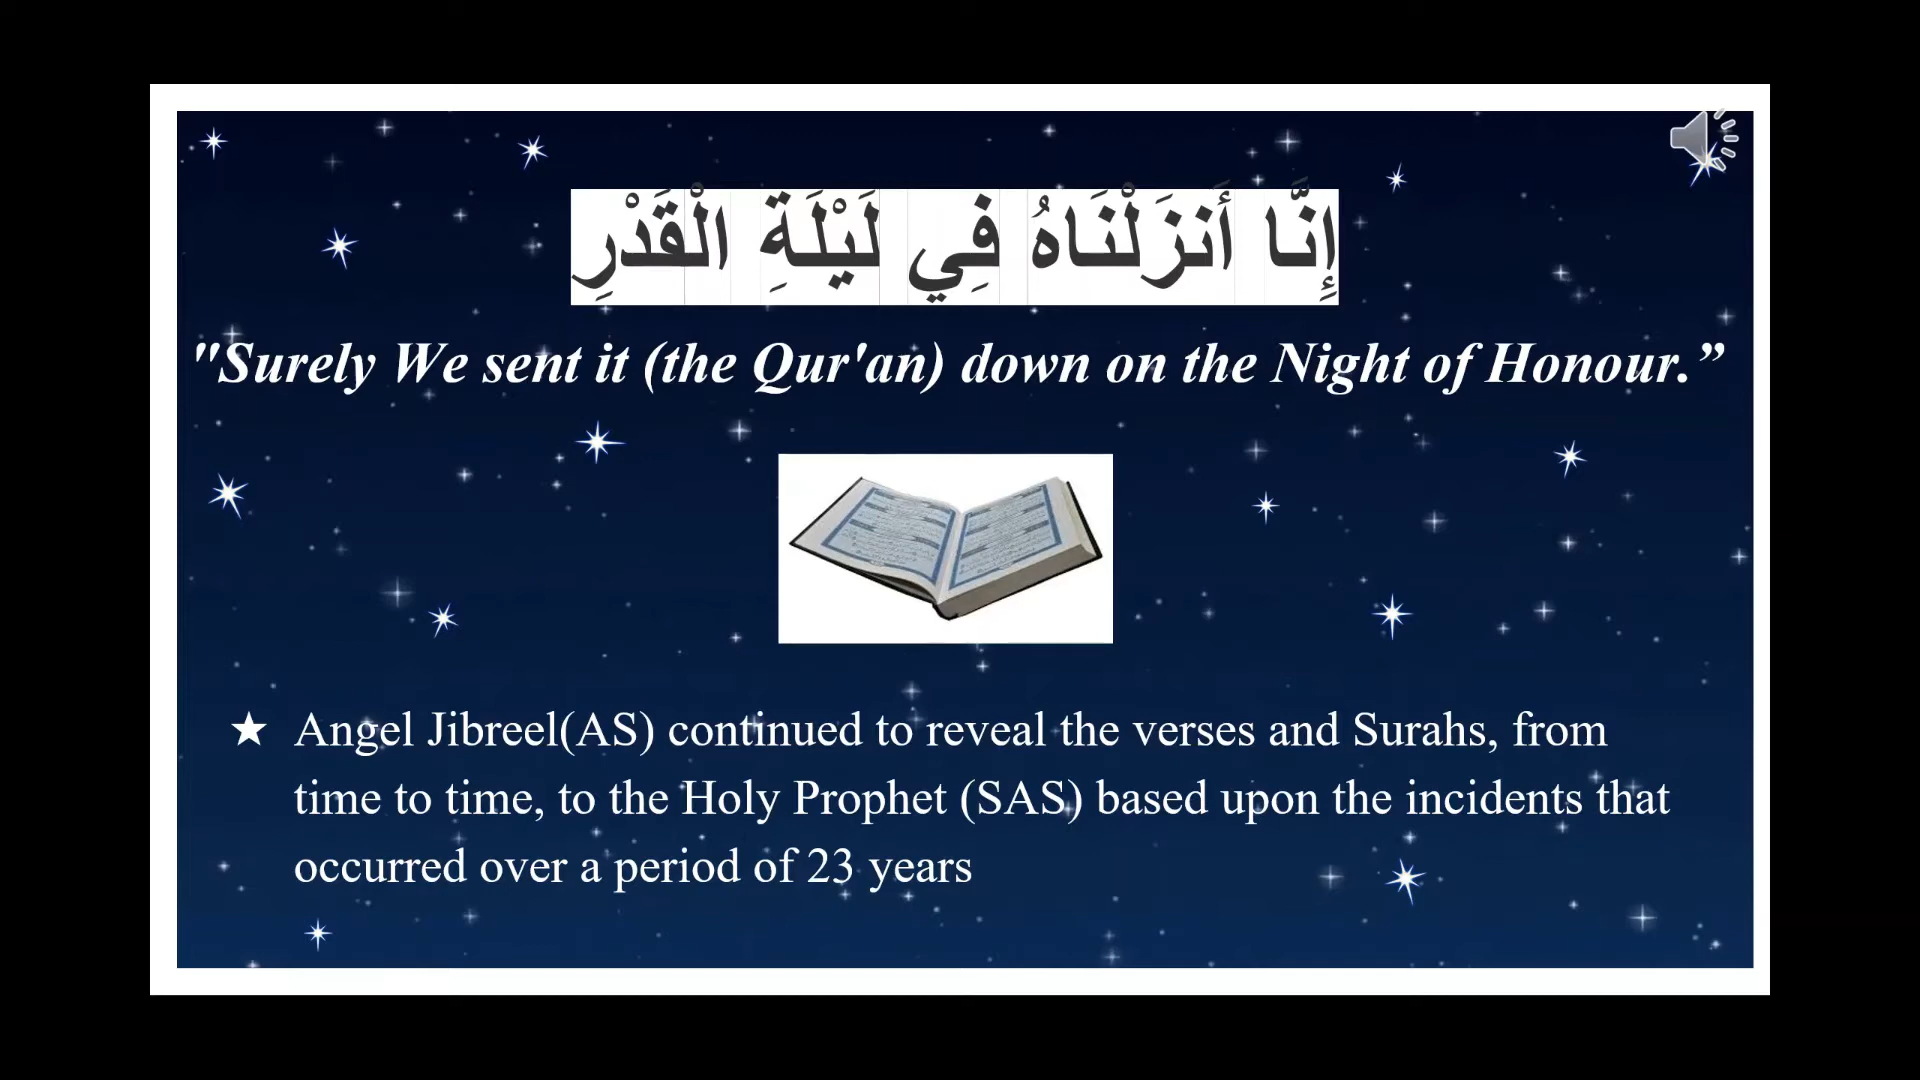 إِنَّا أَنزَلْنَاهُ فِي لَيْلَةِ الْقَدْرِ
"Surely We sent it (the Qur'an) down on the Night of Honour.”
★ Angel Jibreel(AS) continued to reveal the verses and Surahs, from
time to time, to the Holy Prophet (SAS) based upon the incidents that
occurred over a period of 23 years